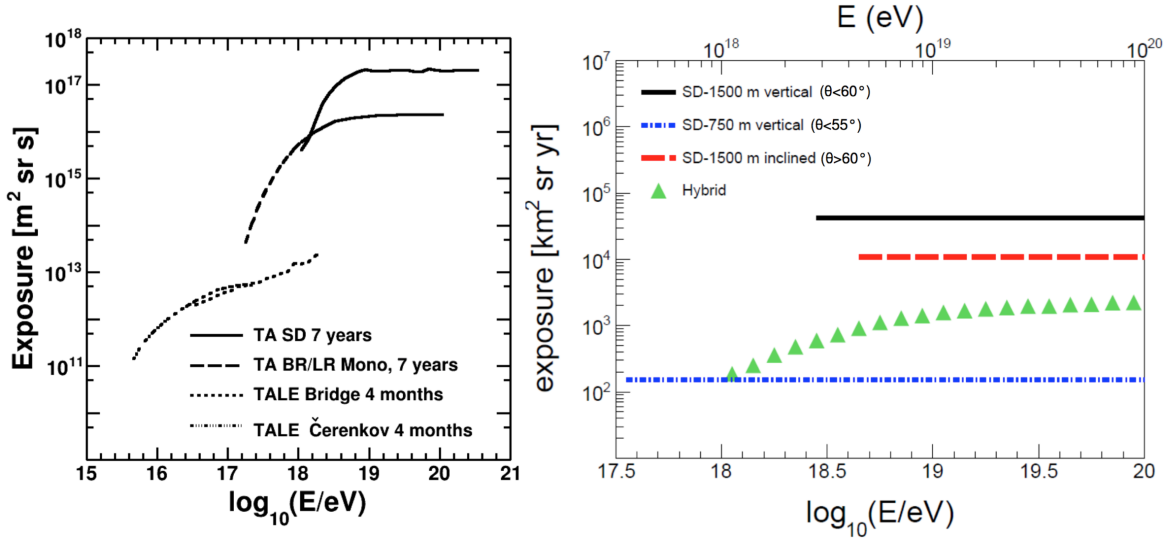 10^18
10^17
10^15
10^13
10^11
Exposure [m^2 sr s]
TA SD 7 years
TA BR/LR Mono, 7 years
TALE Bridge 4 months
TALE Čerenkov 4 months
15 16 17 18 19 20 21
log_10(E/eV)
E (eV)
10^18 10^19 10^20
10^7
10^6
10^5
10^4
10^3
10^2
10
exposure [km^2 sr yr]
SD-1500 m vertical (θ<60°)
SD-750 m vertical (θ<55°)
SD-1500 m inclined (θ>60°)
Hybrid
17.5 18 18.5 19 19.5 20
log_10(E/eV)